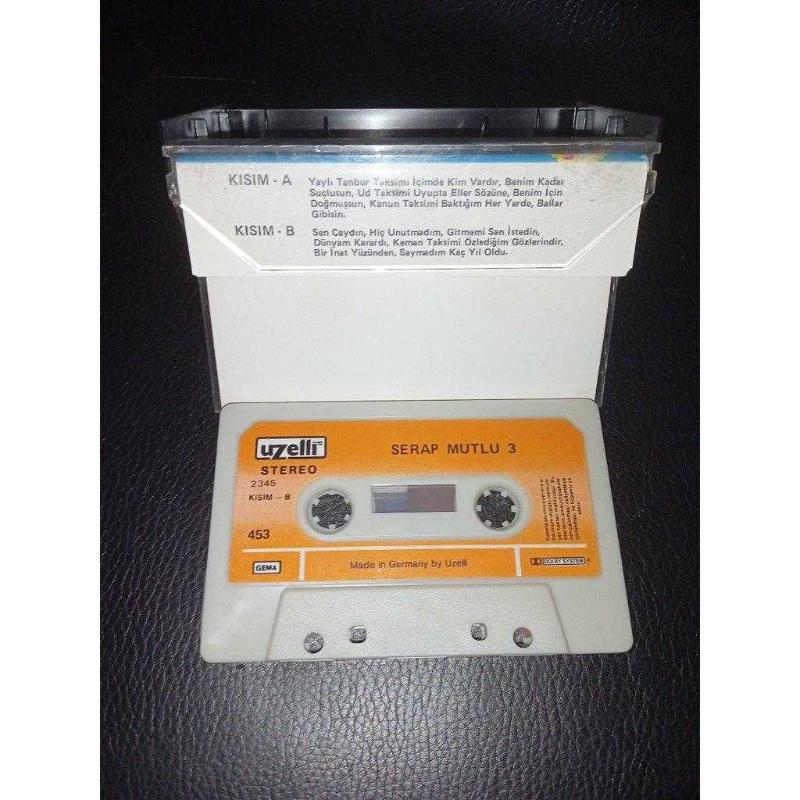 KISIM - A
Yaylı Tanbur Taksimi İçimde Kim Vardır, Benim Kadar
Suçlusun, Ud Taksimi Uyupta Eller Sözüne, Benim İçin
Doğmuşsun, Kanun Taksimi Baktığım Her Yerde, Ballar
Gibisin.
KISIM - B
Sen Caydın, Hiç Unutmadım, Gitmemi Sen İstedin,
Dünyam Karardı, Keman Taksimi Özlediğim Gözlerindir,
Bir İnat Yüzünden, Saymadım Kaç Yıl Oldu.
uzelli
STEREO
2345
KISIM - B
453
SERAP MUTLU 3
GEMA
Made in Germany by Uzelli
DOLBY SYSTEM